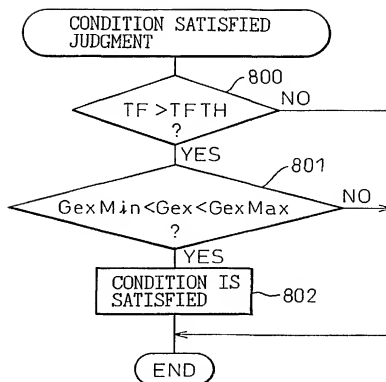 CONDITION SATISFIED
JUDGMENT
800
TF>TFTH
?
NO
YES
801
GexMin<Gex<GexMax
?
NO
YES
CONDITION IS
SATISFIED
802
END